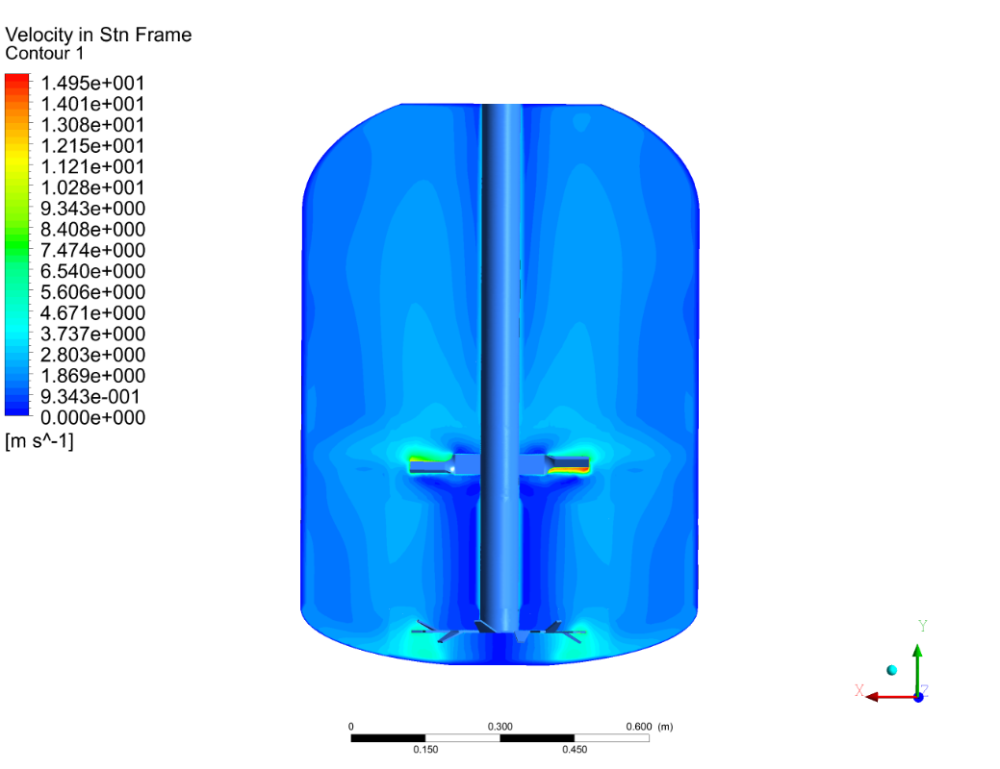 Velocity in Stn Frame
Contour 1
1.495e+001
1.401e+001
1.308e+001
1.215e+001
1.121e+001
1.028e+001
9.343e+000
8.408e+000
7.474e+000
6.540e+000
5.606e+000
4.671e+000
3.737e+000
2.803e+000
1.869e+000
9.343e-001
0.000e+000
[m s^-1]
Y
X
Z
0 0.300 0.600 (m)
0.150 0.450